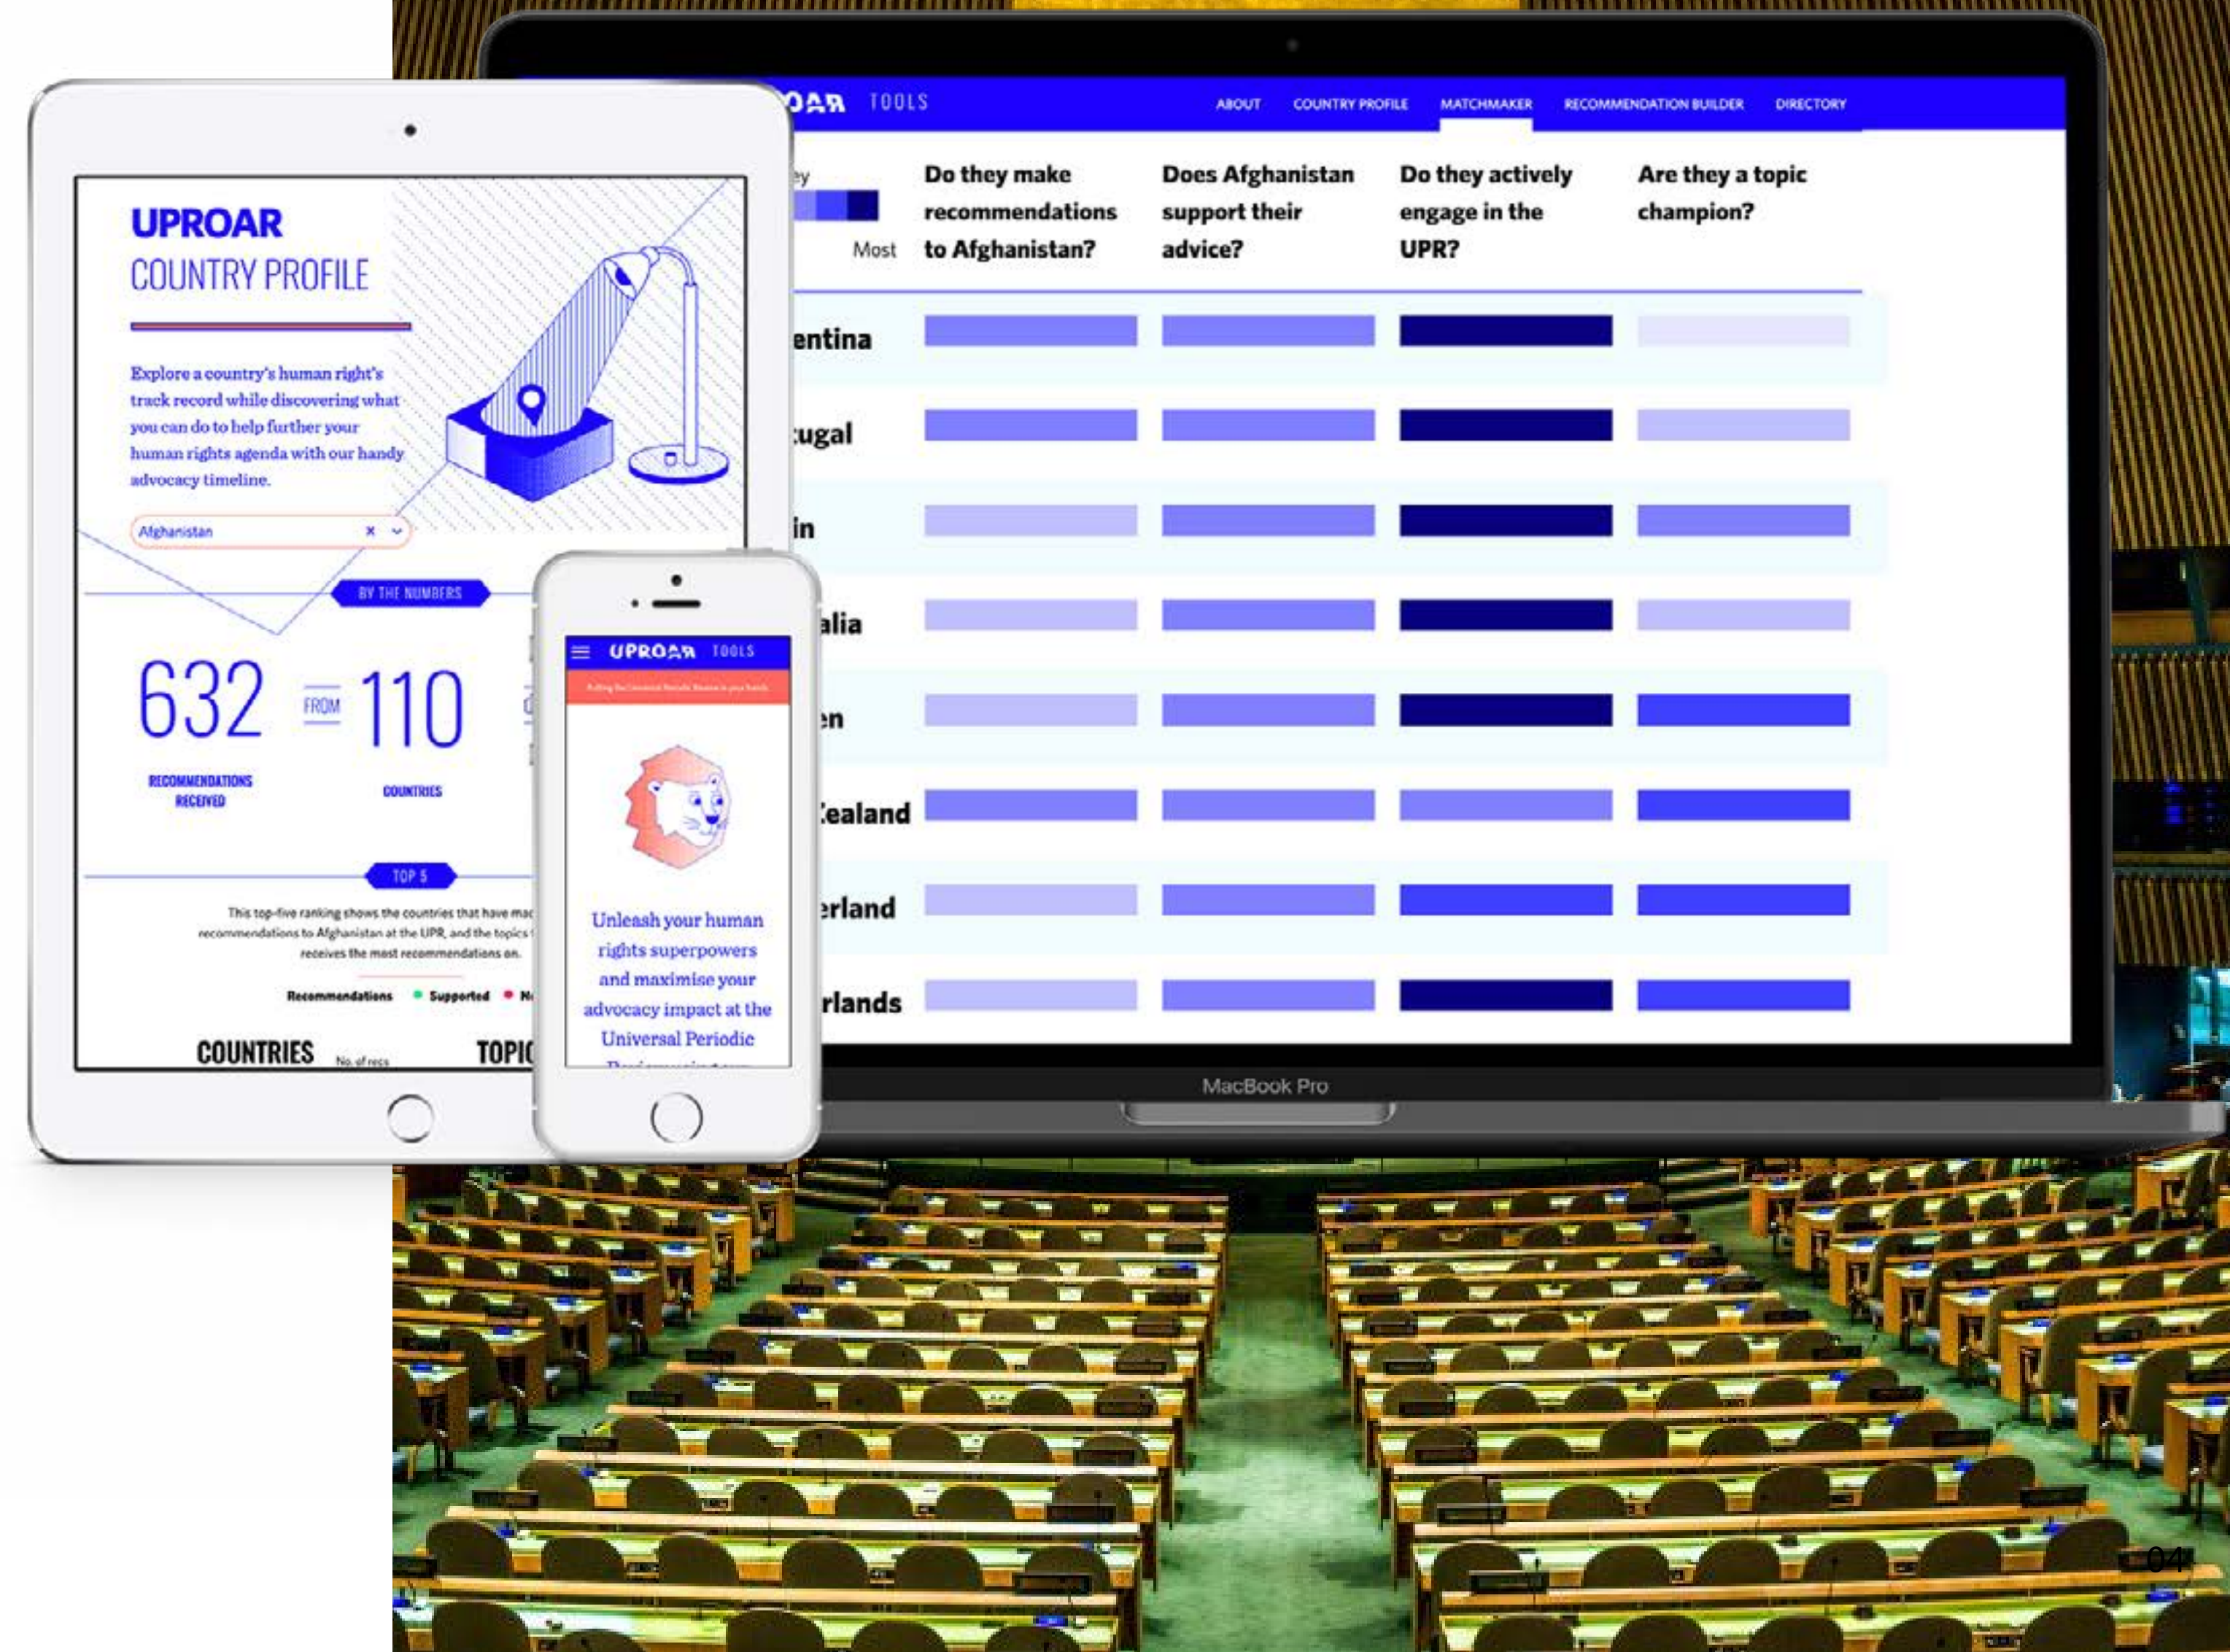 UPROAR
COUNTRY PROFILE
Explore a country's human right's
track record while discovering what
you can do to help further your
human rights agenda with our handy
advocacy timeline.
Afghanistan
BY THE NUMBERS
632 FROM 110
RECOMMENDATIONS
RECEIVED
COUNTRIES
TOP 5
This top-five ranking shows the countries that have mad
recommendations to Afghanistan at the UPR, and the topics
receives the most recommendations on.
Recommendations Supported
COUNTRIES No. of recs TOPIC
UPROAR TOOLS
Unleash your human
rights superpowers
and maximise your
advocacy impact at the
Universal Periodic
OAR TOOLS
ABOUT COUNTRY PROFILE MATCHMAKER RECOMMENDATION BUILDER DIRECTORY
ey
Most
Do they make
recommendations
to Afghanistan?
Does Afghanistan
support their
advice?
Do they actively
engage in the
UPR?
Are they a topic
champion?
entina
tugal
in
alia
en
Zealand
erland
rlands
MacBook Pro
04